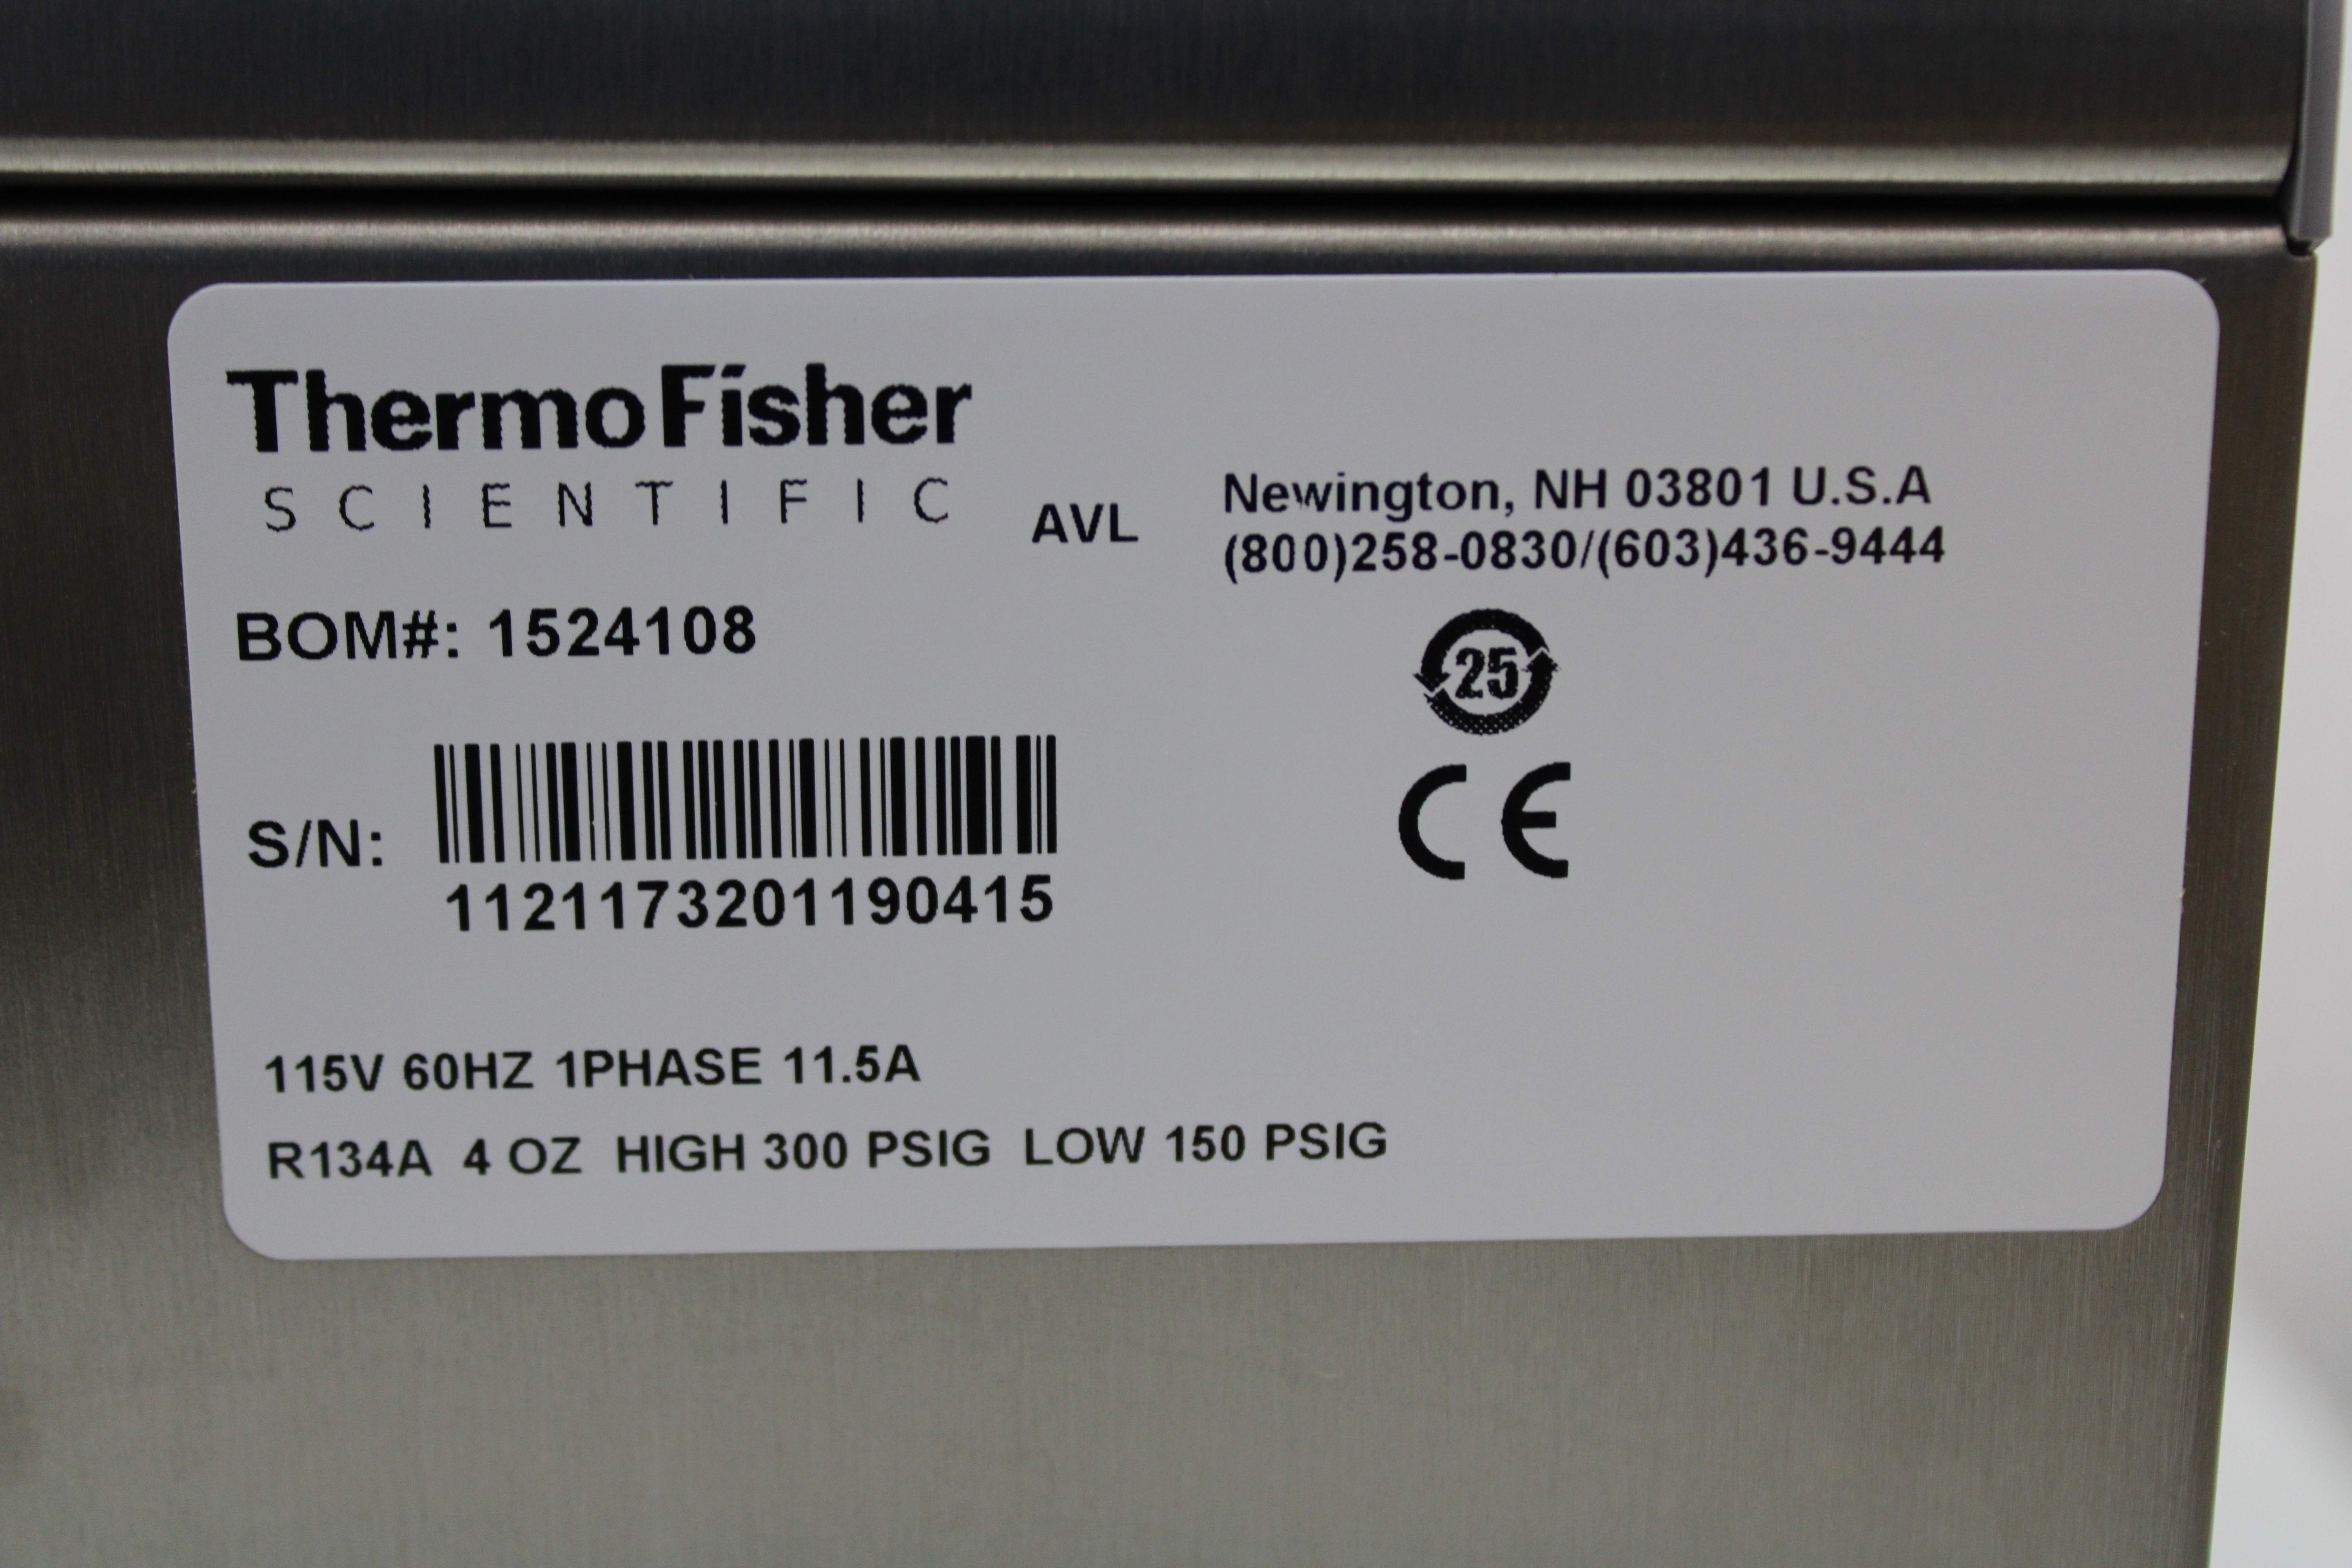 ThermoFisher
SCIENTIFIC AVL
Newington, NH 03801 U.S.A
(800)258-0830/(603)436-9444
BOM#: 1524108
25
CE
S/N:
1121173201190415
115V 60HZ 1PHASE 11.5A
R134A 4 OZ HIGH 300 PSIG LOW 150 PSIG